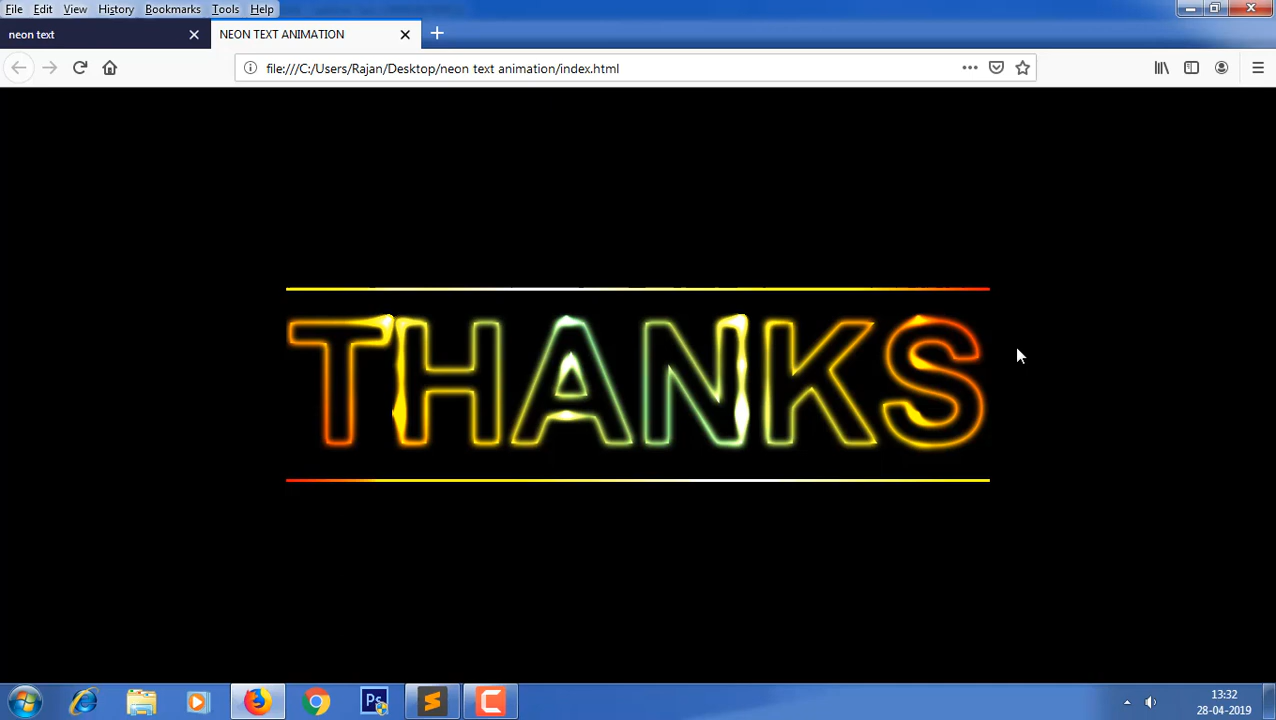 File Edit View History Bookmarks Tools Help
neon text NEON TEXT ANIMATION
file:///C:/Users/Rajan/Desktop/neon text animation/index.html
THANKS
Ps
13:32
28-04-2019